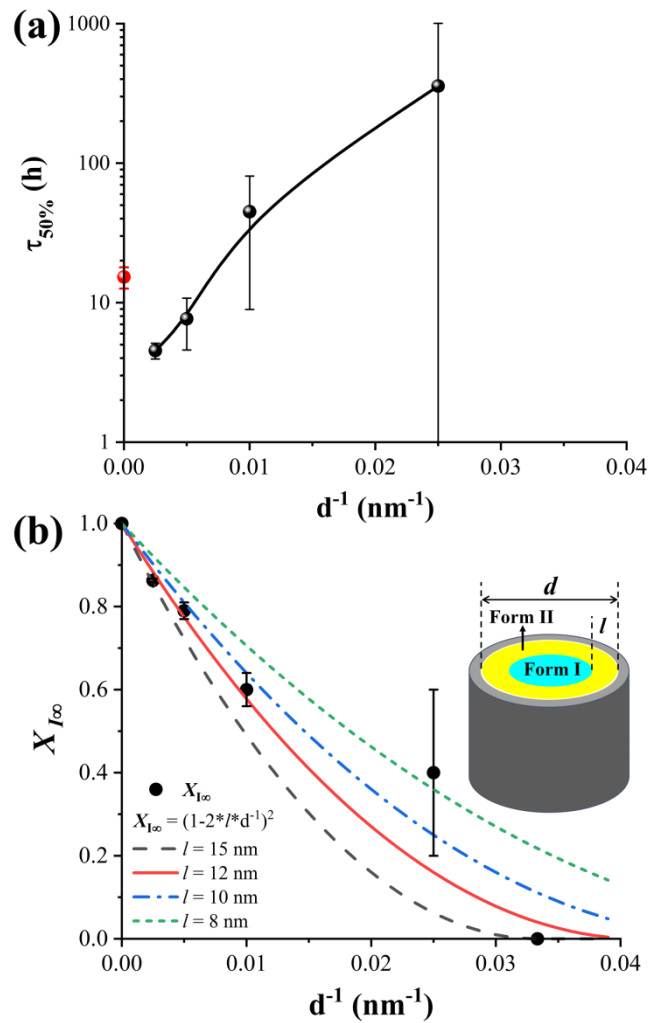 (a)
1000
100
10
1
τ50% (h)
0.00 0.01 0.02 0.03 0.04
d⁻¹ (nm⁻¹)
(b)
1.0
0.8
0.6
0.4
0.2
0.0
XI∞
d
Form II
l
Form I
XI∞
XI∞ = (1-2*l*d⁻¹)²
l = 15 nm
l = 12 nm
l = 10 nm
l = 8 nm
0.00 0.01 0.02 0.03 0.04
d⁻¹ (nm⁻¹)